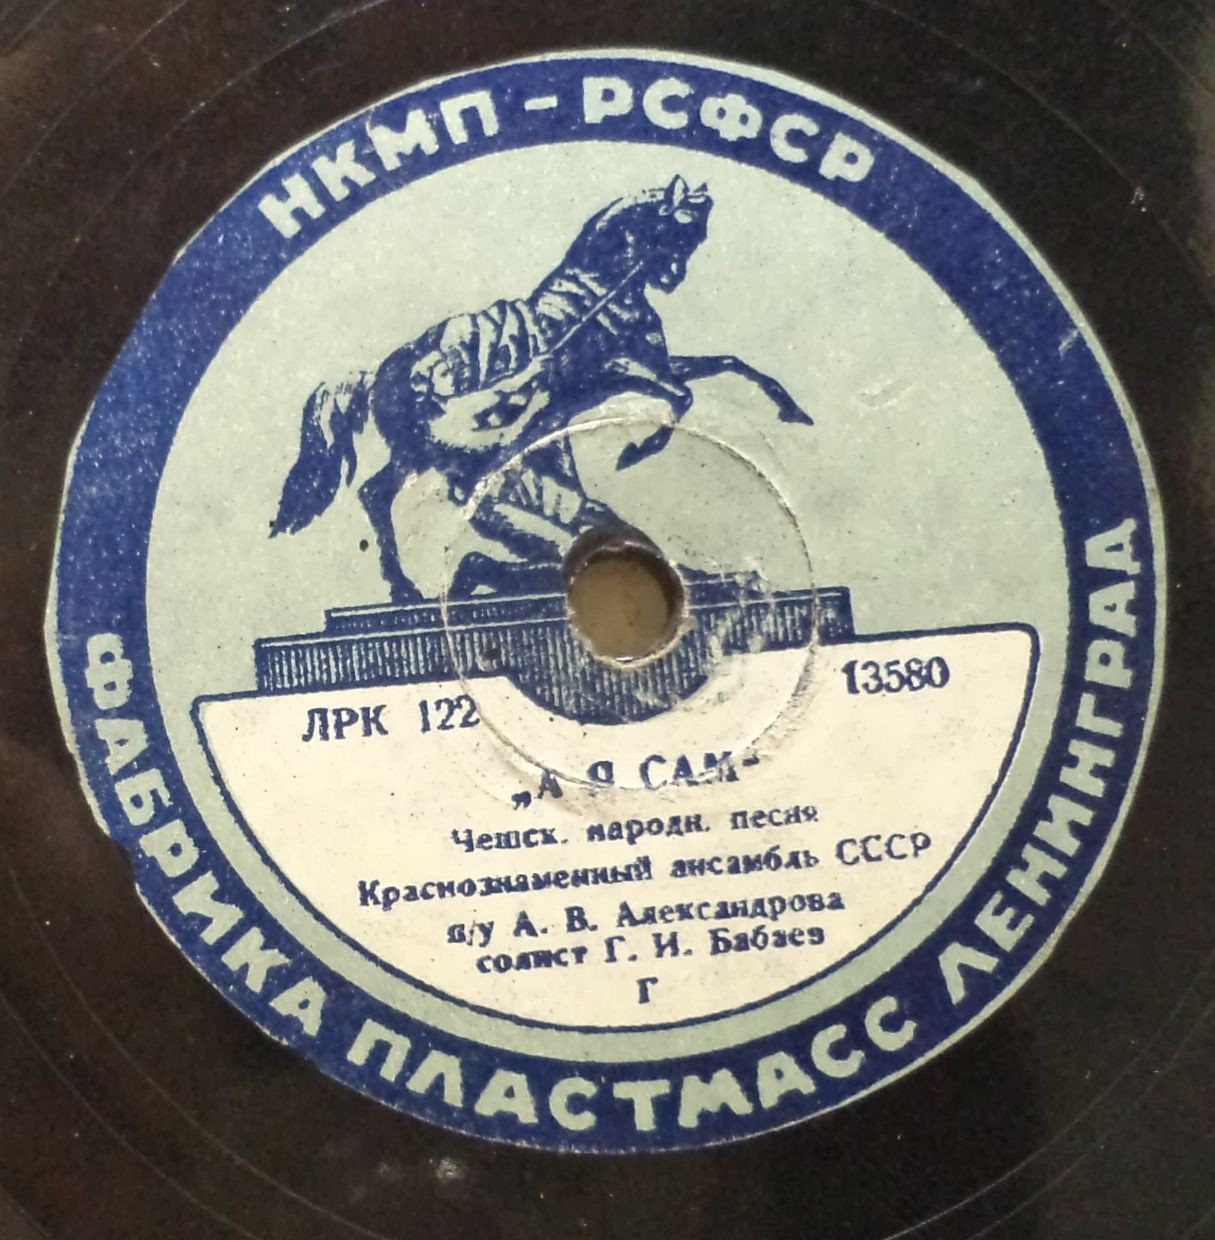 НКМП - РСФСР
ЛРК 122
13580
„А Я САМ"
Чешск. народн. песня
Краснознаменный ансамбль СССР
п/у А. В. Александрова
солист Г. И. Бабаев
Г
ФАБРИКА ПЛАСТМАСС ЛЕНИНГРАД